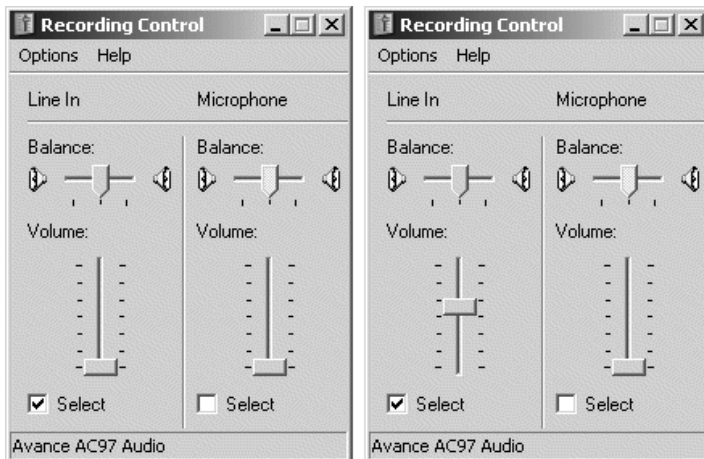 Recording Control
Options Help
Line In Microphone
Balance: Balance:
Volume: Volume:
Select Select
Avance AC97 Audio
Recording Control
Options Help
Line In Microphone
Balance: Balance:
Volume: Volume:
Select Select
Avance AC97 Audio